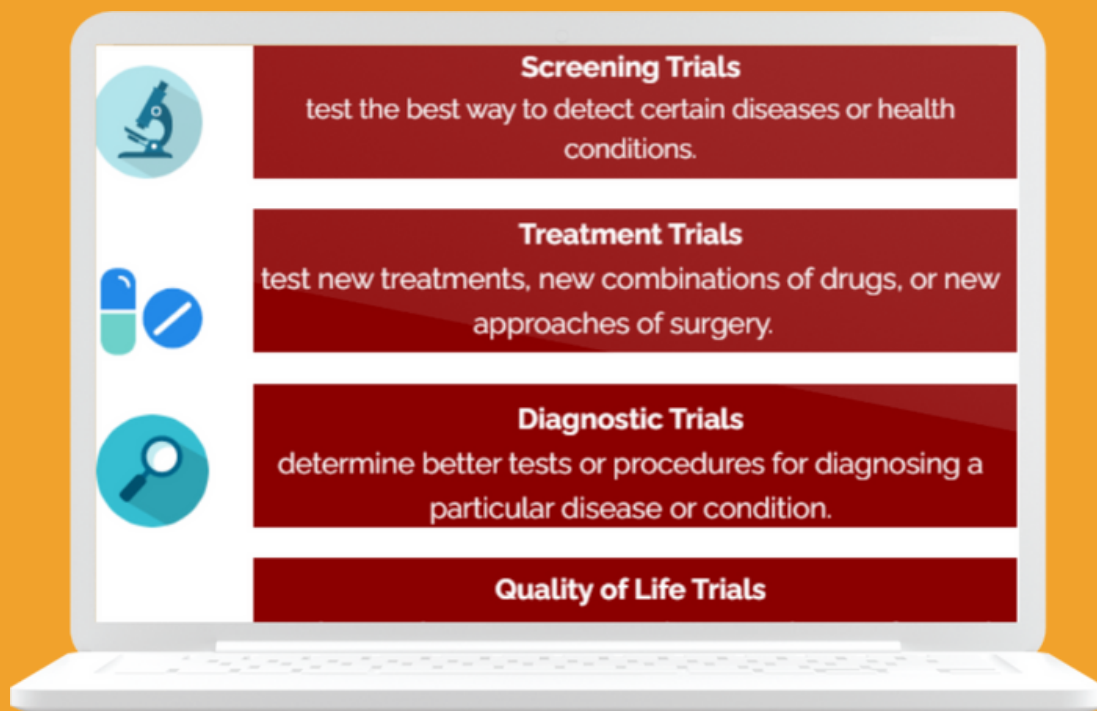 Screening Trials
test the best way to detect certain diseases or health
conditions.
Treatment Trials
test new treatments, new combinations of drugs, or new
approaches of surgery.
Diagnostic Trials
determine better tests or procedures for diagnosing a
particular disease or condition.
Quality of Life Trials